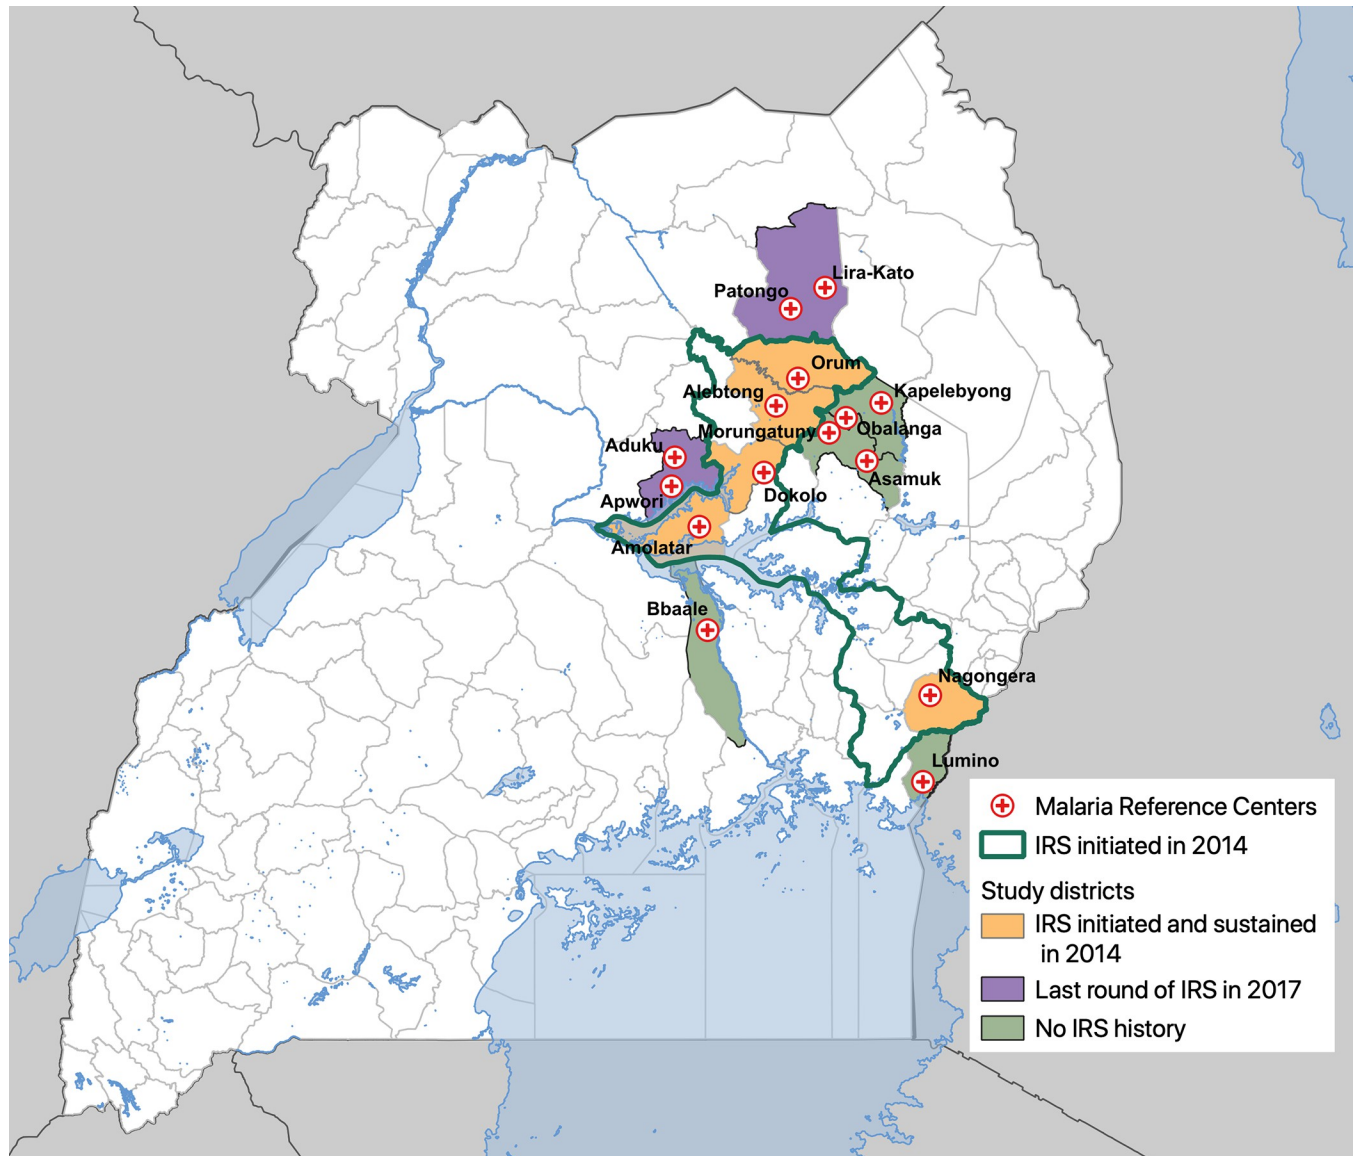 Lira-Kato
Patongo
Orum
Alebtong
Kapelebyong
Morungatuny
Obalanga
Aduku
Asamuk
Apwori
Dokolo
Amolatar
Bbaale
Nagongera
Lumino
Malaria Reference Centers
IRS initiated in 2014
Study districts
IRS initiated and sustained
in 2014
Last round of IRS in 2017
No IRS history